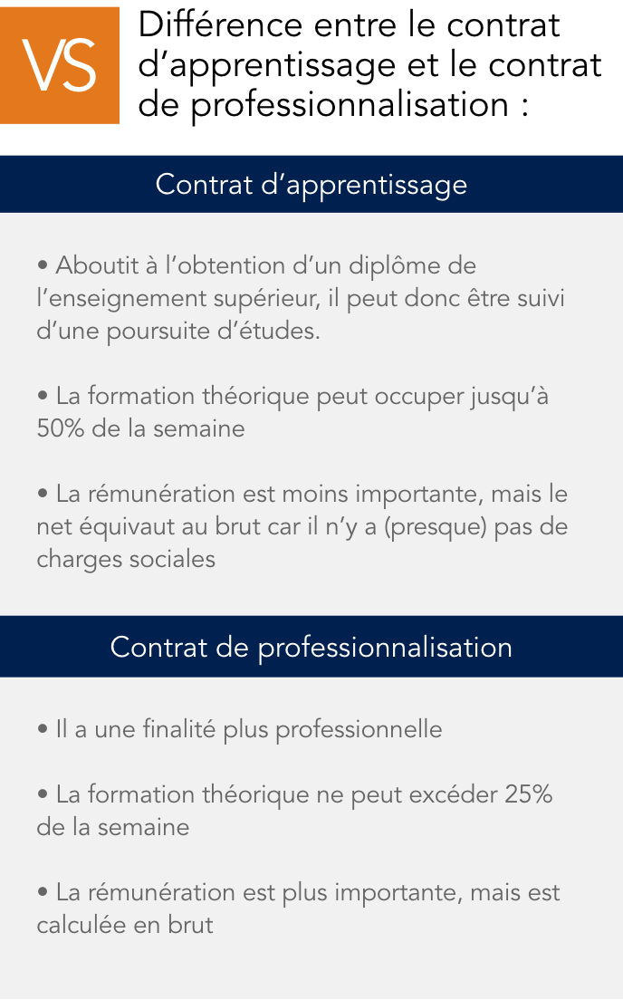 VS
Différence entre le contrat
d’apprentissage et le contrat
de professionnalisation :
Contrat d’apprentissage
• Aboutit à l’obtention d’un diplôme de
l’enseignement supérieur, il peut donc être suivi
d’une poursuite d’études.
• La formation théorique peut occuper jusqu’à
50% de la semaine
• La rémunération est moins importante, mais le
net équivaut au brut car il n’y a (presque) pas de
charges sociales
Contrat de professionnalisation
• Il a une finalité plus professionnelle
• La formation théorique ne peut excéder 25%
de la semaine
• La rémunération est plus importante, mais est
calculée en brut